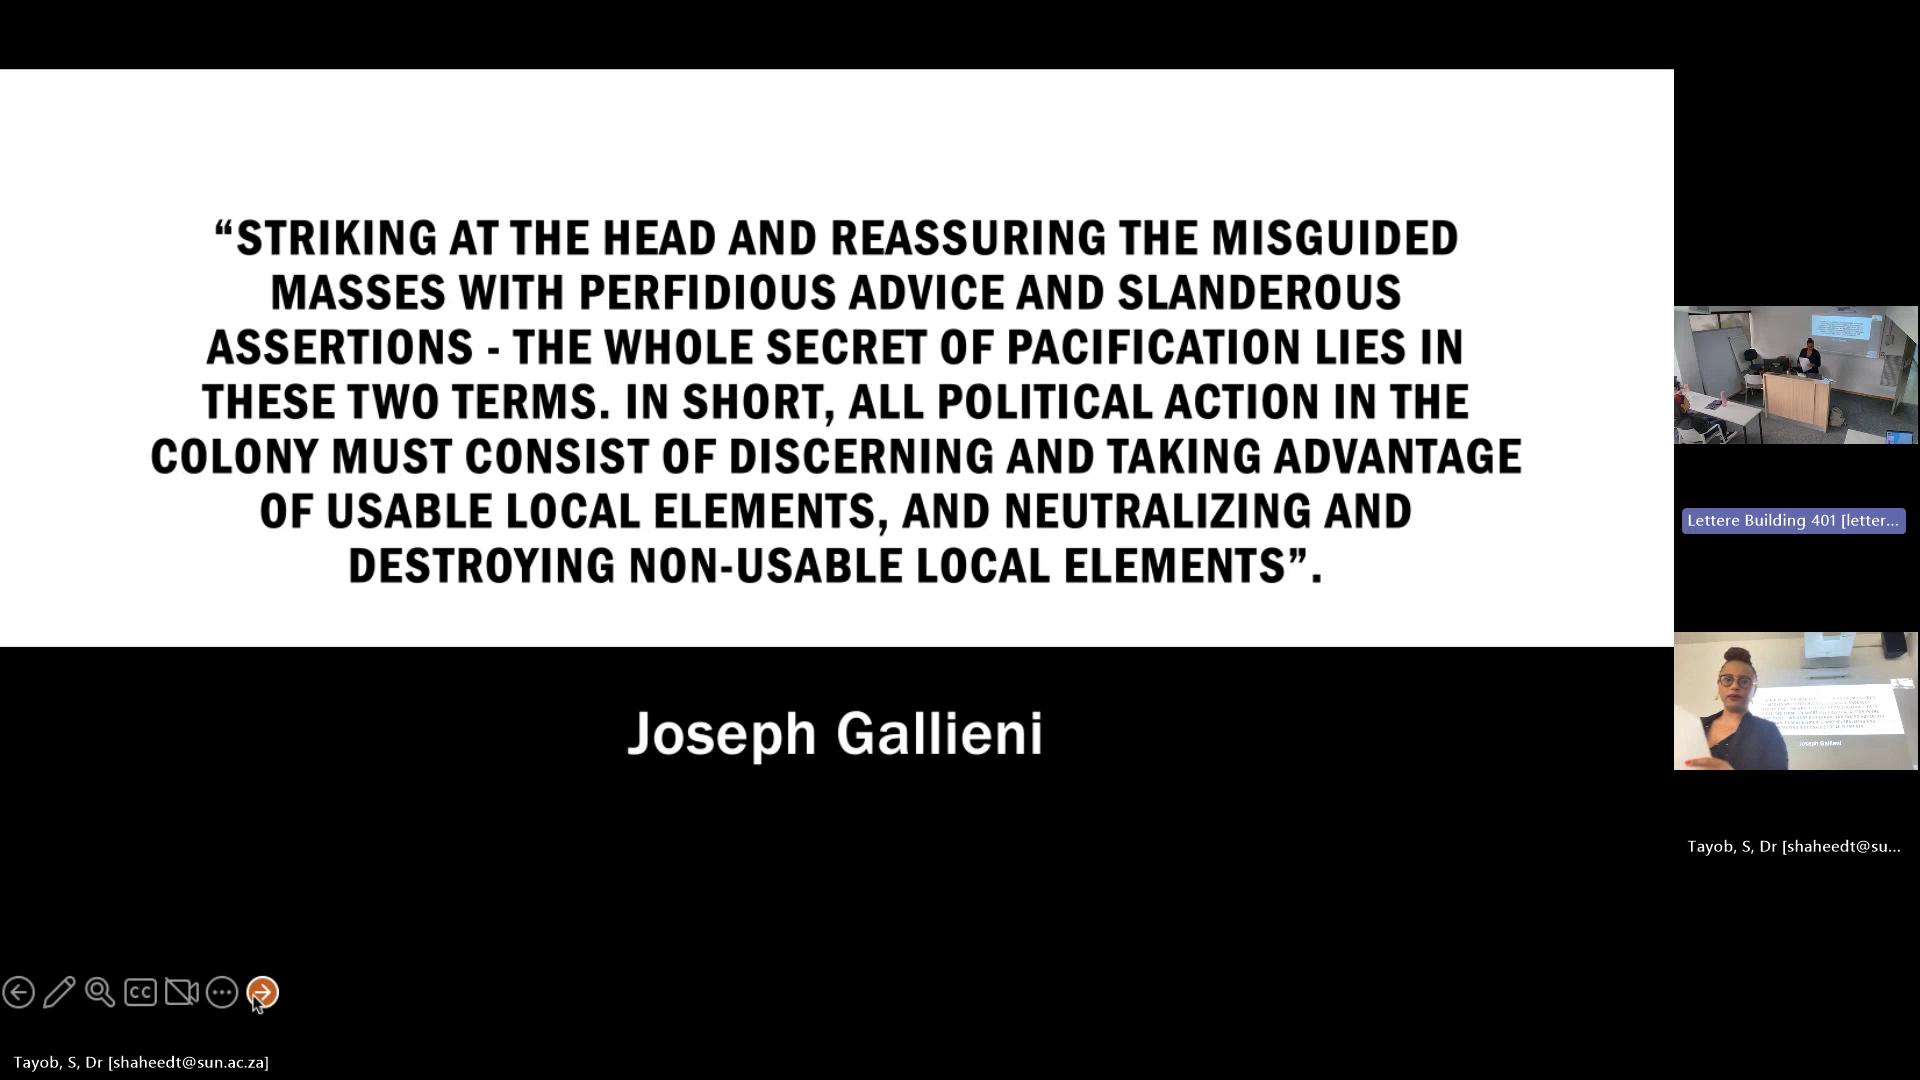 “STRIKING AT THE HEAD AND REASSURING THE MISGUIDED
MASSES WITH PERFIDIOUS ADVICE AND SLANDEROUS
ASSERTIONS - THE WHOLE SECRET OF PACIFICATION LIES IN
THESE TWO TERMS. IN SHORT, ALL POLITICAL ACTION IN THE
COLONY MUST CONSIST OF DISCERNING AND TAKING ADVANTAGE
OF USABLE LOCAL ELEMENTS, AND NEUTRALIZING AND
DESTROYING NON-USABLE LOCAL ELEMENTS”.
Joseph Gallieni
Lettere Building 401 [letter...
Joseph Gallieni
Tayob, S, Dr [shaheedt@su...
CC
Tayob, S, Dr [shaheedt@sun.ac.za]